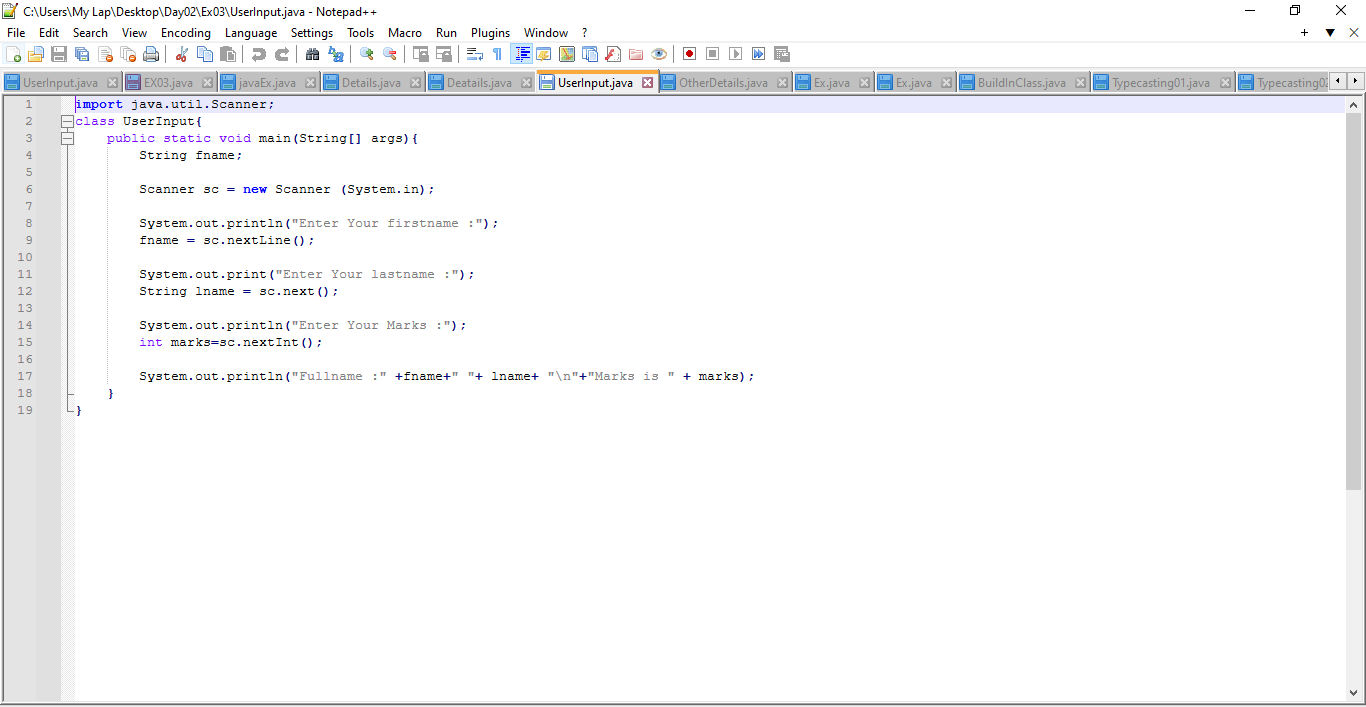 C:\Users\My Lap\Desktop\Day02\Ex03\UserInput.java - Notepad++
File Edit Search View Encoding Language Settings Tools Macro Run Plugins Window ?
UserInput.java EX03.java javaEx.java Details.java Deatails.java UserInput.java OtherDetails.java Ex.java Ex.java BuildInClass.java Typecasting01.java Typecasting02
1 import java.util.Scanner;
2 class UserInput{
3 public static void main(String[] args){
4 String fname;
5
6 Scanner sc = new Scanner (System.in);
7
8 System.out.println("Enter Your firstname :");
9 fname = sc.nextLine();
10
11 System.out.print("Enter Your lastname :");
12 String lname = sc.next();
13
14 System.out.println("Enter Your Marks :");
15 int marks=sc.nextInt();
16
17 System.out.println("Fullname :" +fname+" "+ lname+ "\n"+"Marks is " + marks);
18 }
19 }